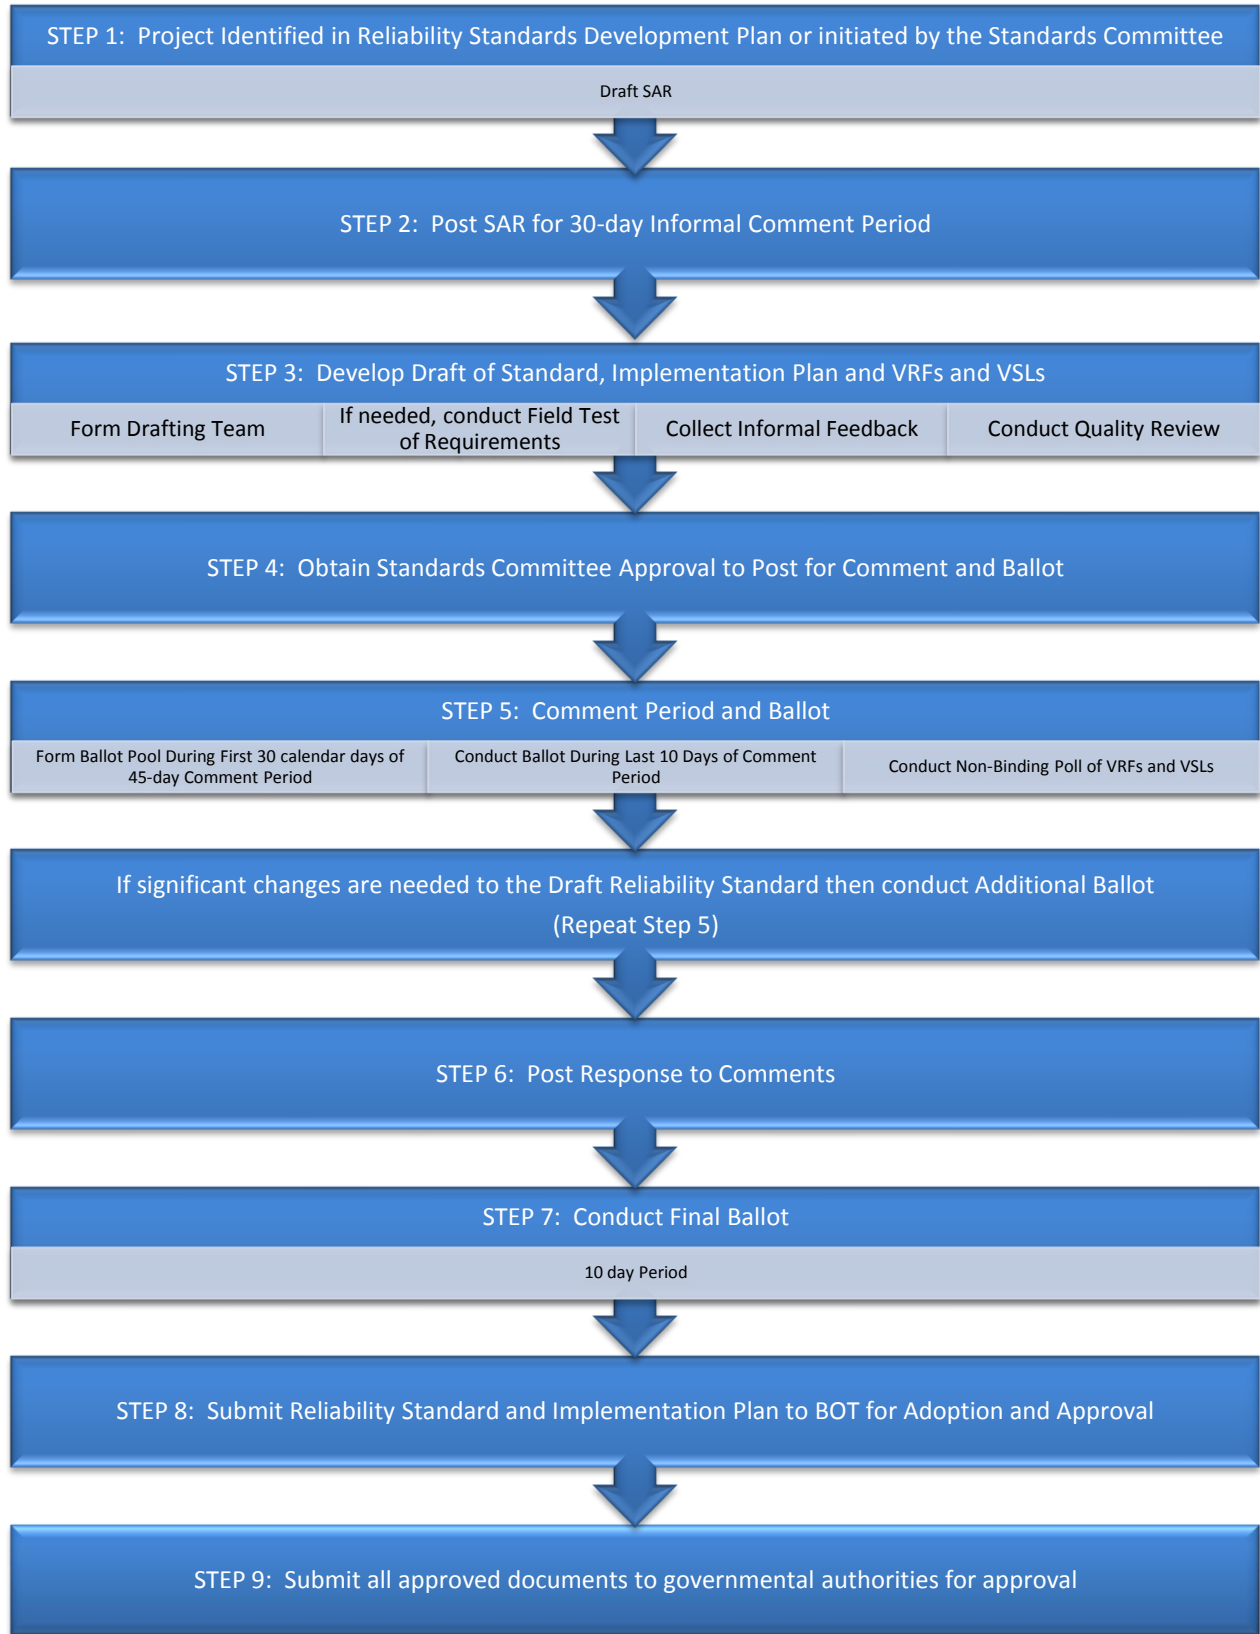 STEP 1:  Project Identified in Reliability Standards Development Plan or initiated by the Standards Committee
Draft SAR
STEP 2:  Post SAR for 30-day Informal Comment Period
STEP 3:  Develop Draft of Standard, Implementation Plan and VRFs and VSLs
Form Drafting Team
If needed, conduct Field Test
of Requirements
Collect Informal Feedback
Conduct Quality Review
STEP 4:  Obtain Standards Committee Approval to Post for Comment and Ballot
STEP 5:  Comment Period and Ballot
Form Ballot Pool During First 30 calendar days of
45-day Comment Period
Conduct Ballot During Last 10 Days of Comment
Period
Conduct Non-Binding Poll of VRFs and VSLs
If significant changes are needed to the Draft Reliability Standard then conduct Additional Ballot
(Repeat Step 5)
STEP 6:  Post Response to Comments
STEP 7:  Conduct Final Ballot
10 day Period
STEP 8:  Submit Reliability Standard and Implementation Plan to BOT for Adoption and Approval
STEP 9:  Submit all approved documents to governmental authorities for approval